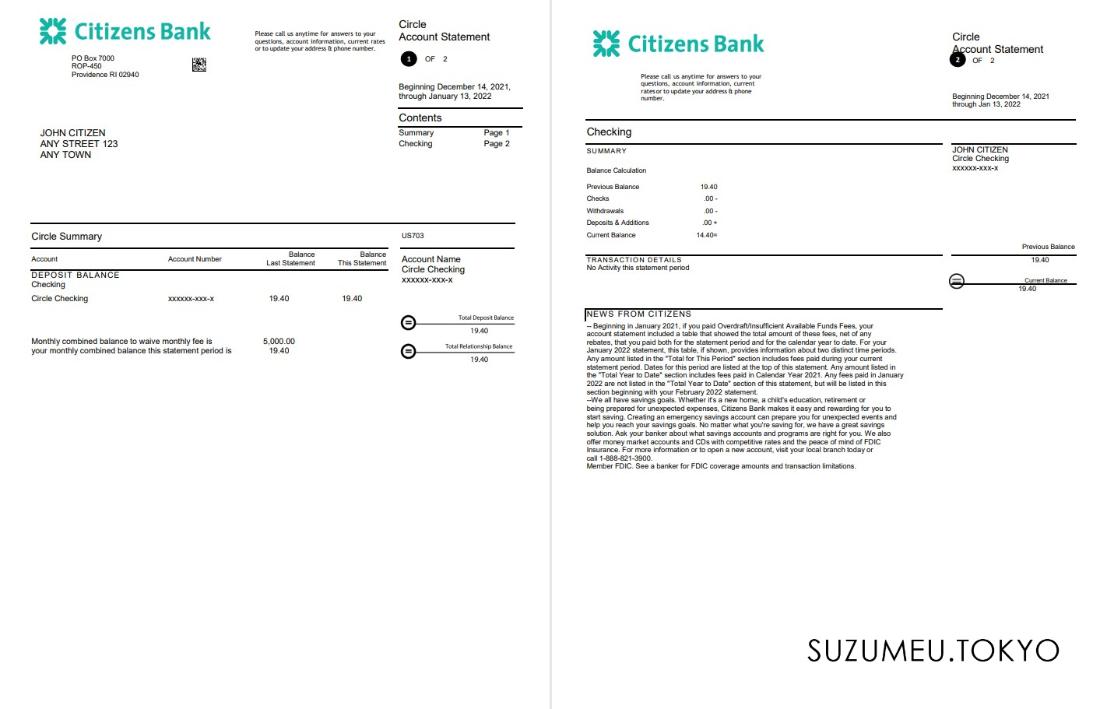 Citizens Bank
PO Box 7000
ROP-450
Providence RI 02940
Please call us anytime for answers to your
questions, account information, current rates
or to update your address & phone number.
Circle
Account Statement
1 OF 2
Beginning December 14, 2021,
through January 13, 2022
Contents
Summary Page 1
Checking Page 2
JOHN CITIZEN
ANY STREET 123
ANY TOWN
Circle Summary
US703
Account Account Number Balance Last Statement Balance This Statement
DEPOSIT BALANCE
Checking
Circle Checking xxxxxx-xxx-x 19.40 19.40
Account Name
Circle Checking
xxxxxx-xxx-x
Total Deposit Balance
19.40
Total Relationship Balance
19.40
Monthly combined balance to waive monthly fee is 5,000.00
your monthly combined balance this statement period is 19.40
Citizens Bank
Please call us anytime for answers to your
questions, account information, current
ratesor to update your address & phone
number.
Circle
Account Statement
2 OF 2
Beginning December 14, 2021
through Jan 13, 2022
Checking
SUMMARY
Balance Calculation
Previous Balance 19.40
Checks .00 -
Withdrawals .00 -
Deposits & Additions .00 +
Current Balance 14.40=
JOHN CITIZEN
Circle Checking
xxxxxx-xxx-x
Previous Balance
19.40
Current Balance
19.40
TRANSACTION DETAILS
No Activity this statement period
NEWS FROM CITIZENS
-- Beginning in January 2021, if you paid Overdraft/Insufficient Available Funds Fees, your
account statement included a table that showed the total amount of these fees, net of any
rebates, that you paid both for the statement period and for the calendar year to date. For your
January 2022 statement, this table, if shown, provides information about two distinct time periods.
Any amount listed in the "Total for This Period" section includes fees paid during your current
statement period. Dates for this period are listed at the top of this statement. Any amount listed in
the "Total Year to Date" section includes fees paid in Calendar Year 2021. Any fees paid in January
2022 are not listed in the "Total Year to Date" section of this statement, but will be listed in this
section beginning with your February 2022 statement.
--We all have savings goals. Whether it's a new home, a child's education, retirement or
being prepared for unexpected expenses, Citizens Bank makes it easy and rewarding for you to
start saving. Creating an emergency savings account can prepare you for unexpected events and
help you reach your savings goals. No matter what you're saving for, we have a great savings
solution. Ask your banker about what savings accounts and programs are right for you. We also
offer money market accounts and CDs with competitive rates and the peace of mind of FDIC
Insurance. For more information or to open a new account, visit your local branch today or
call 1-888-821-3900.
Member FDIC. See a banker for FDIC coverage amounts and transaction limitations.
SUZUMEU.TOKYO